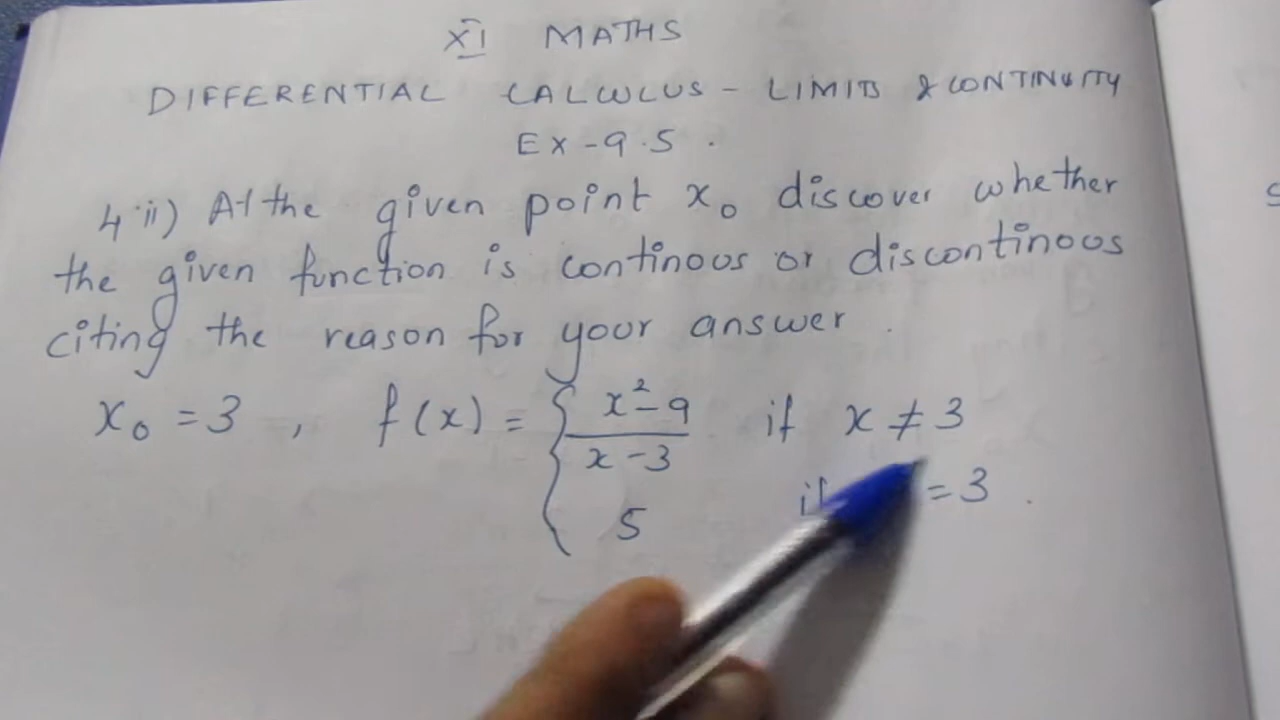 XI MATHS
DIFFERENTIAL CALCULUS - LIMITS & CONTINUITY
EX-9.5.
4 ii) At the given point x₀ discover whether
the given function is continous or discontinoos
citing the reason for your answer.
x₀ = 3, f(x) = { x²-9 if x ≠ 3
x-3
5 if = 3.